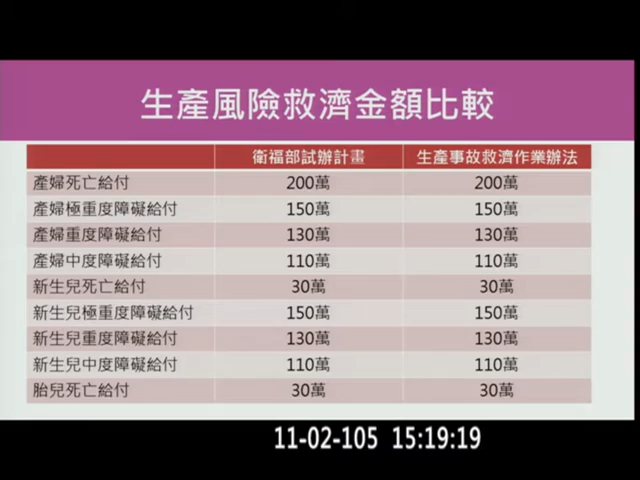 生產風險救濟金額比較
衛福部試辦計畫 生產事故救濟作業辦法
產婦死亡給付 200萬 200萬
產婦極重度障礙給付 150萬 150萬
產婦重度障礙給付 130萬 130萬
產婦中度障礙給付 110萬 110萬
新生兒死亡給付 30萬 30萬
新生兒極重度障礙給付 150萬 150萬
新生兒重度障礙給付 130萬 130萬
新生兒中度障礙給付 110萬 110萬
胎兒死亡給付 30萬 30萬
11-02-105 15:19:19